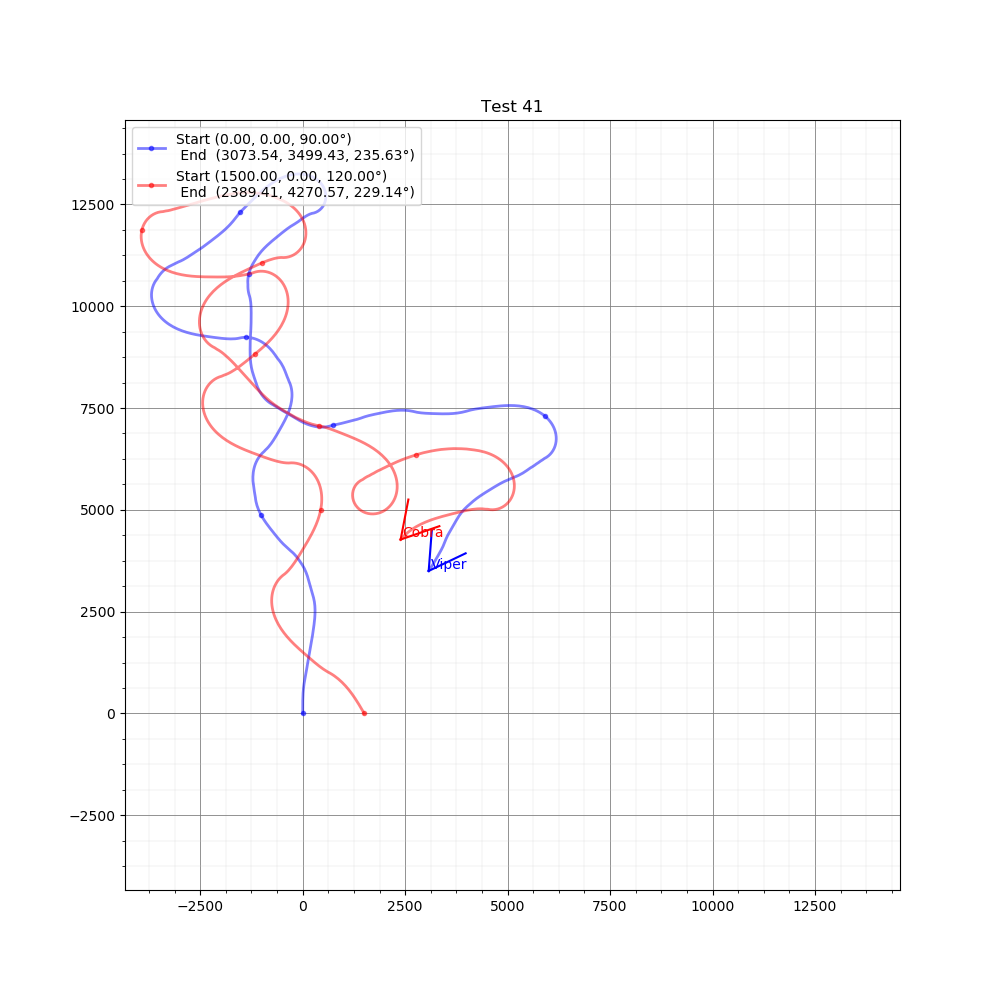 Test 41
Start (0.00, 0.00, 90.00°)
End (3073.54, 3499.43, 235.63°)
Start (1500.00, 0.00, 120.00°)
End (2389.41, 4270.57, 229.14°)
12500
10000
7500
5000
2500
0
−2500
Cobra
Viper
−2500 0 2500 5000 7500 10000 12500